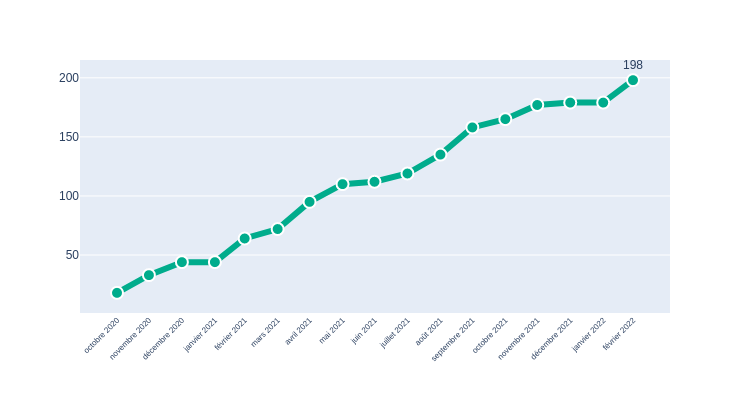 198
200
150
100
50
octobre 2020
novembre 2020
décembre 2020
janvier 2021
février 2021
mars 2021
avril 2021
mai 2021
juin 2021
juillet 2021
août 2021
septembre 2021
octobre 2021
novembre 2021
décembre 2021
janvier 2022
février 2022